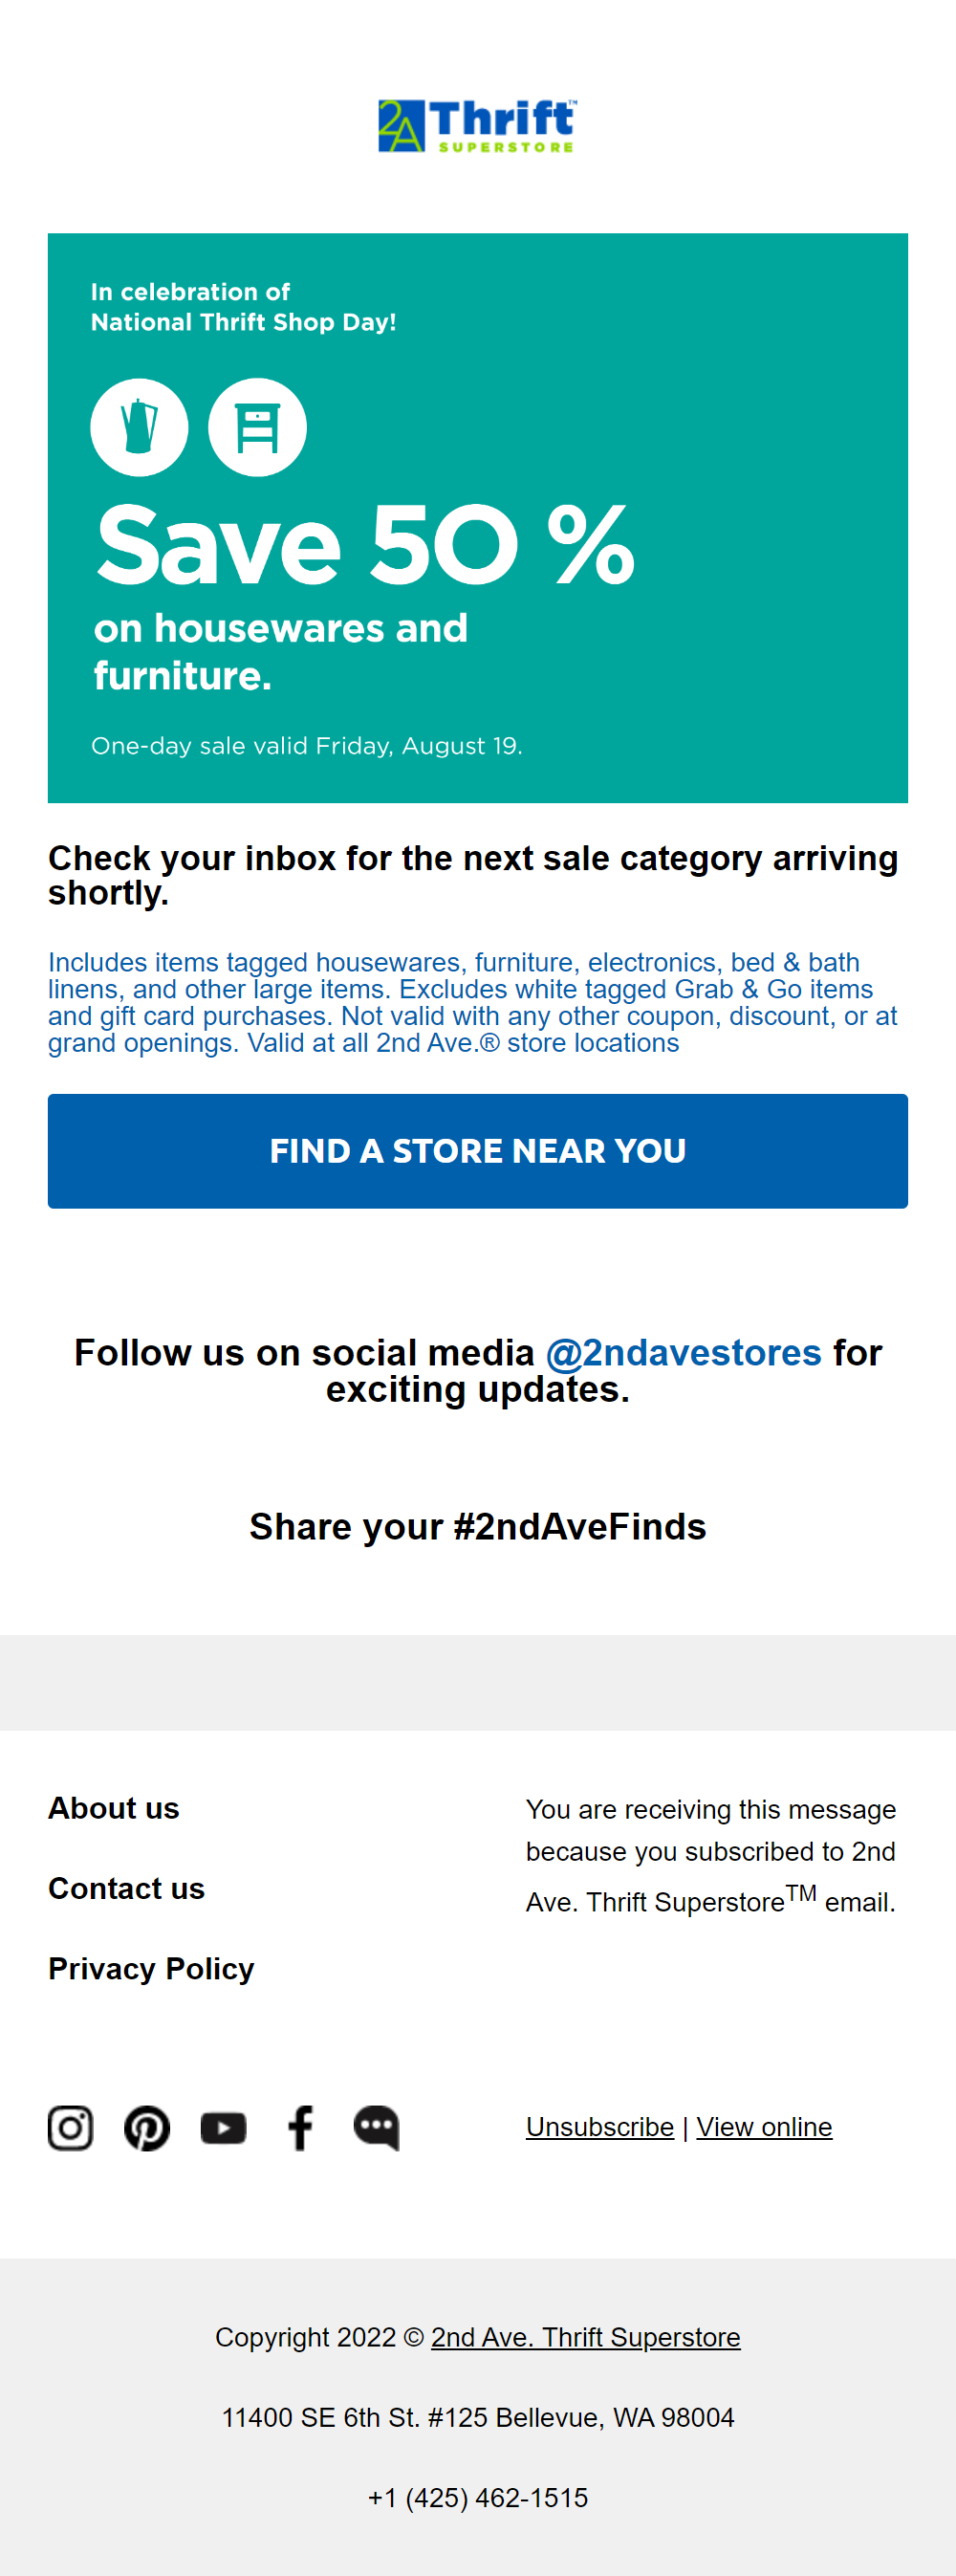 2A Thrift™
SUPERSTORE
In celebration of
National Thrift Shop Day!
Save 50 %
on housewares and
furniture.
One-day sale valid Friday, August 19.
Check your inbox for the next sale category arriving
shortly.
Includes items tagged housewares, furniture, electronics, bed & bath
linens, and other large items. Excludes white tagged Grab & Go items
and gift card purchases. Not valid with any other coupon, discount, or at
grand openings. Valid at all 2nd Ave.® store locations
FIND A STORE NEAR YOU
Follow us on social media @2ndavestores for
exciting updates.
Share your #2ndAveFinds
About us
Contact us
Privacy Policy
You are receiving this message
because you subscribed to 2nd
Ave. Thrift Superstore™ email.
Unsubscribe | View online
Copyright 2022 © 2nd Ave. Thrift Superstore
11400 SE 6th St. #125 Bellevue, WA 98004
+1 (425) 462-1515